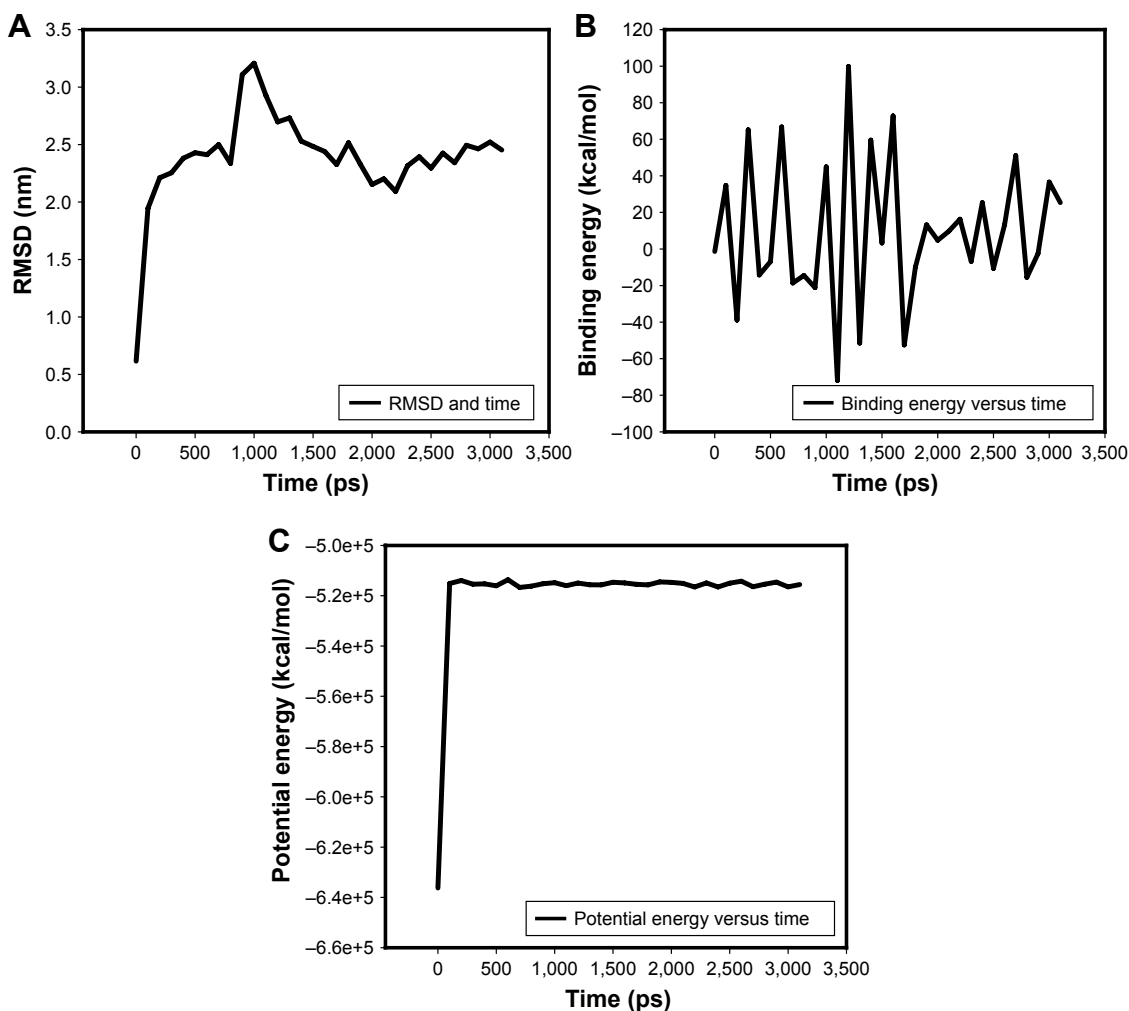 A
3.5
3.0
2.5
2.0
1.5
1.0
0.5
0.0
RMSD (nm)
RMSD and time
0 500 1,000 1,500 2,000 2,500 3,000 3,500
Time (ps)
B
120
100
80
60
40
20
0
–20
–40
–60
–80
–100
Binding energy (kcal/mol)
Binding energy versus time
0 500 1,000 1,500 2,000 2,500 3,000 3,500
Time (ps)
C
–5.0e+5
–5.2e+5
–5.4e+5
–5.6e+5
–5.8e+5
–6.0e+5
–6.2e+5
–6.4e+5
–6.6e+5
Potential energy (kcal/mol)
Potential energy versus time
0 500 1,000 1,500 2,000 2,500 3,000 3,500
Time (ps)